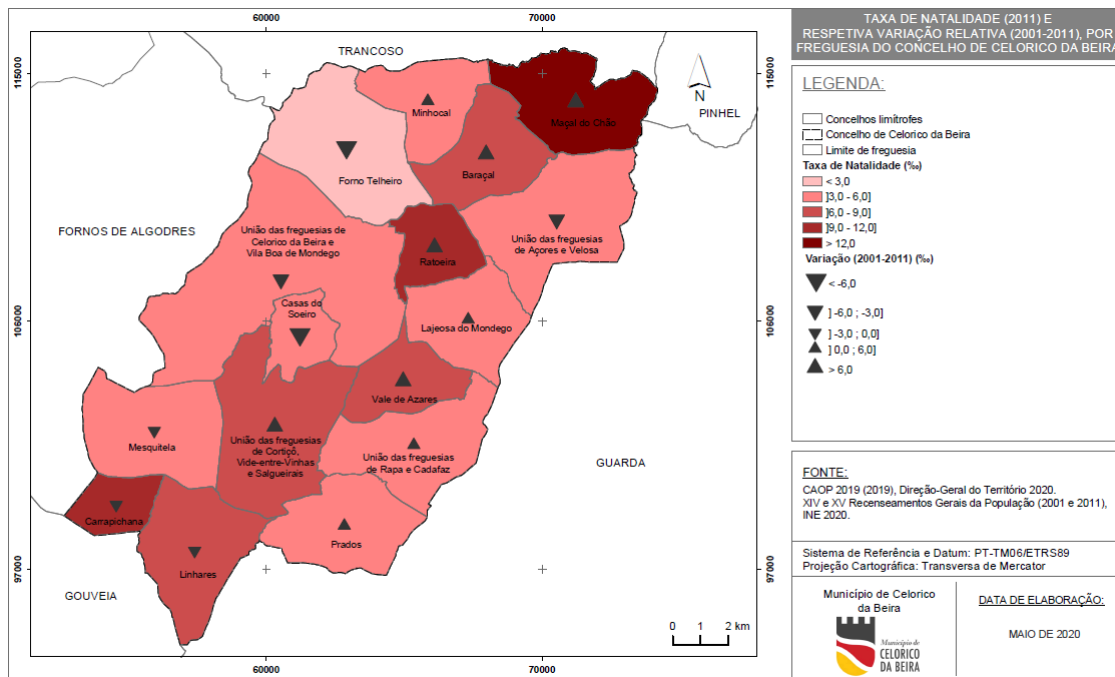 TAXA DE NATALIDADE (2011) E
RESPETIVA VARIAÇÃO RELATIVA (2001-2011), POR
FREGUESIA DO CONCELHO DE CELORICO DA BEIRA
60000
70000
115000
115000
TRANCOSO
N
PINHEL
Minhocal
Maçal do Chão
Baraçal
Forno Telheiro
FORNOS DE ALGODRES
União das freguesias de
Celorico da Beira e
Vila Boa de Mondego
União das freguesias
de Açores e Velosa
Ratoeira
Casas do
Soeiro
106000
106000
Lajeosa do Mondego
Vale de Azares
Mesquitela
União das freguesias
de Cortiçô,
Vide-entre-Vinhas
e Salgueirais
União das freguesias
de Rapa e Cadafaz
GUARDA
Carrapichana
Prados
97000
97000
Linhares
GOUVEIA
0 1 2 km
60000
70000
LEGENDA:
Concelhos limítrofes
Concelho de Celorico da Beira
Limite de freguesia
Taxa de Natalidade (‰)
< 3,0
]3,0 - 6,0]
]6,0 - 9,0]
]9,0 - 12,0]
> 12,0
Variação (2001-2011) (‰)
< -6,0
] -6,0 ; -3,0]
] -3,0 ; 0,0]
] 0,0 ; 6,0]
> 6,0
FONTE:
CAOP 2019 (2019), Direção-Geral do Território 2020.
XIV e XV Recenseamentos Gerais da População (2001 e 2011),
INE 2020.
Sistema de Referência e Datum: PT-TM06/ETRS89
Projeção Cartográfica: Transversa de Mercator
Município de Celorico
da Beira
Município de
CELORICO
DA BEIRA
DATA DE ELABORAÇÃO:
MAIO DE 2020